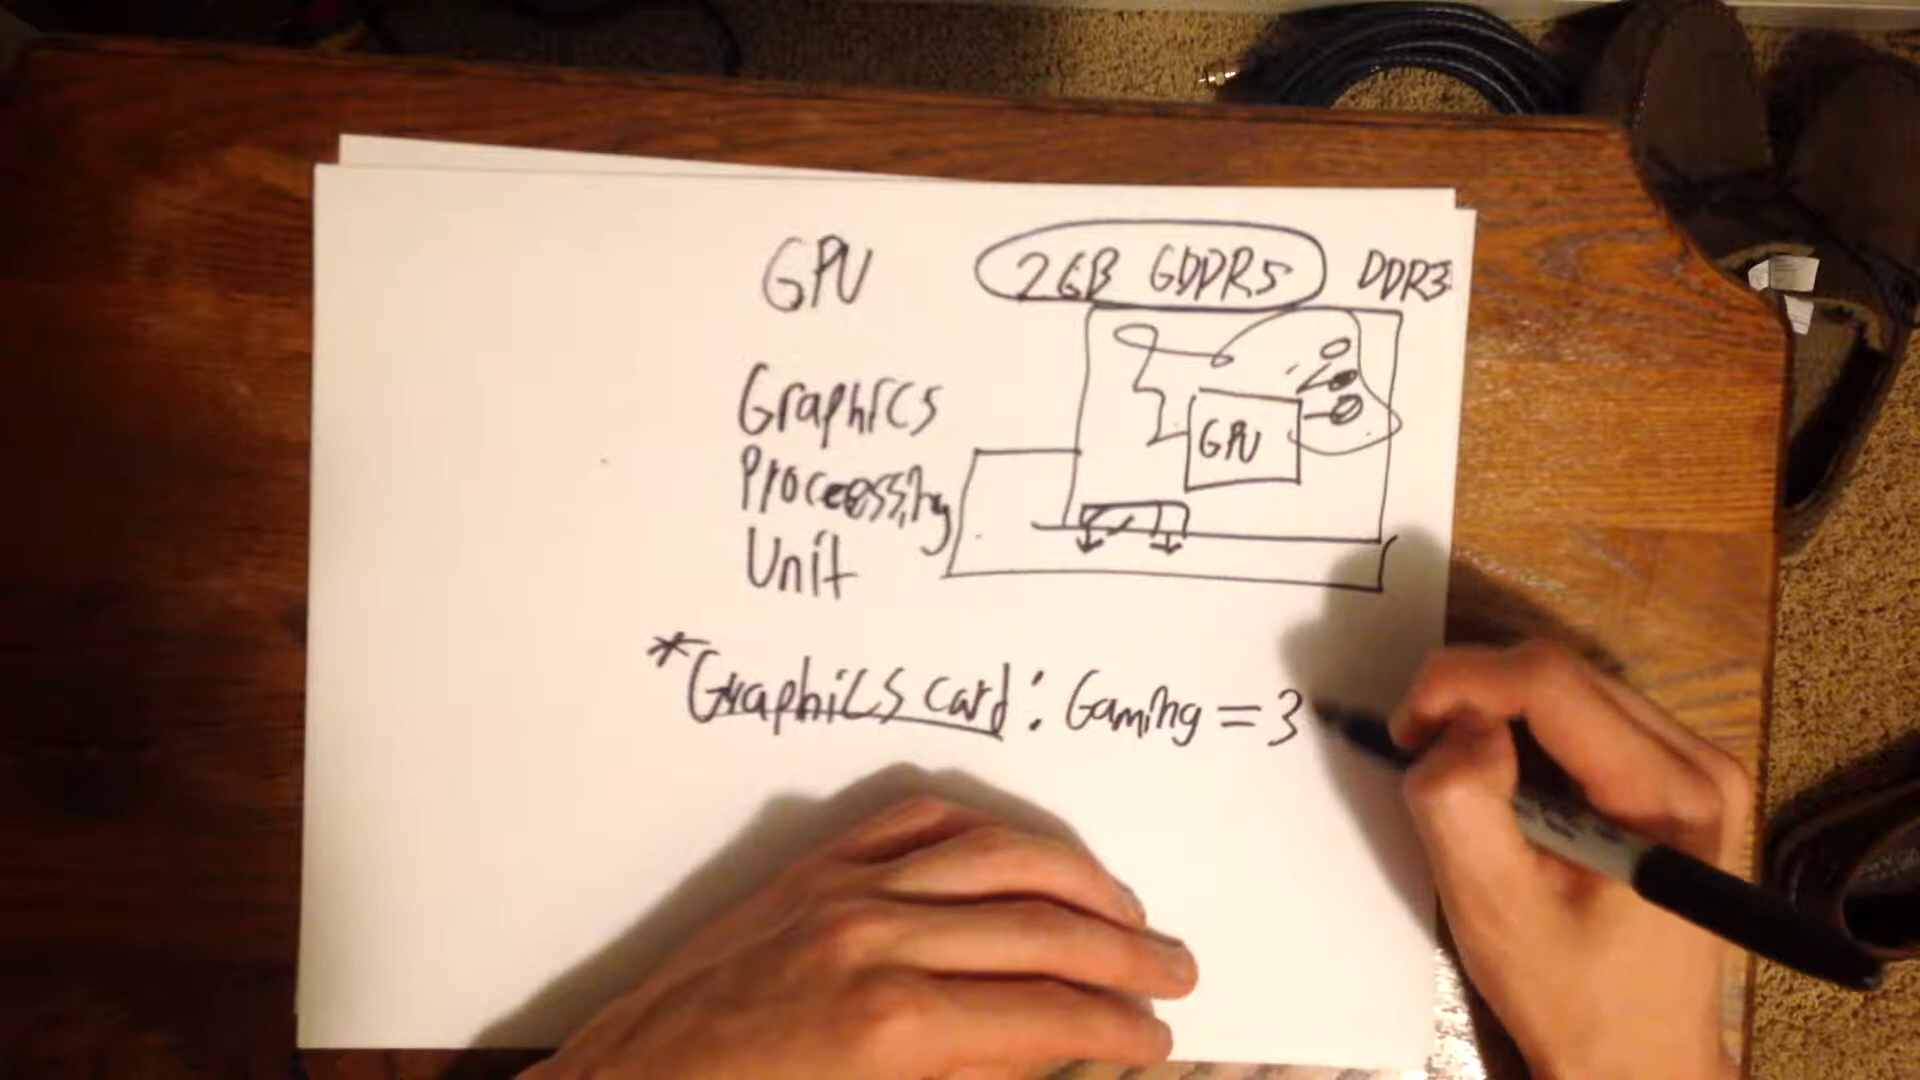 GPU 2GB GDDR5 DDR3
Graphics
Processing
Unit
GPU
*Graphics card: Gaming = 3